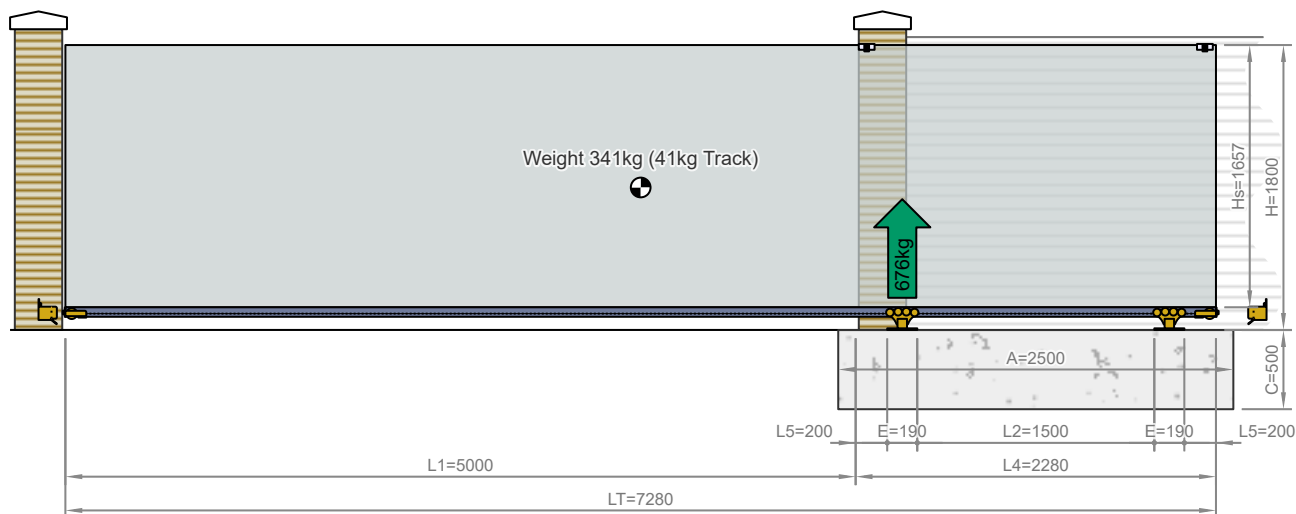 Weight 341kg (41kg Track)
Hs=1657
H=1800
676kg
A=2500
C=500
L5=200
E=190
L2=1500
E=190
L5=200
L1=5000
L4=2280
LT=7280